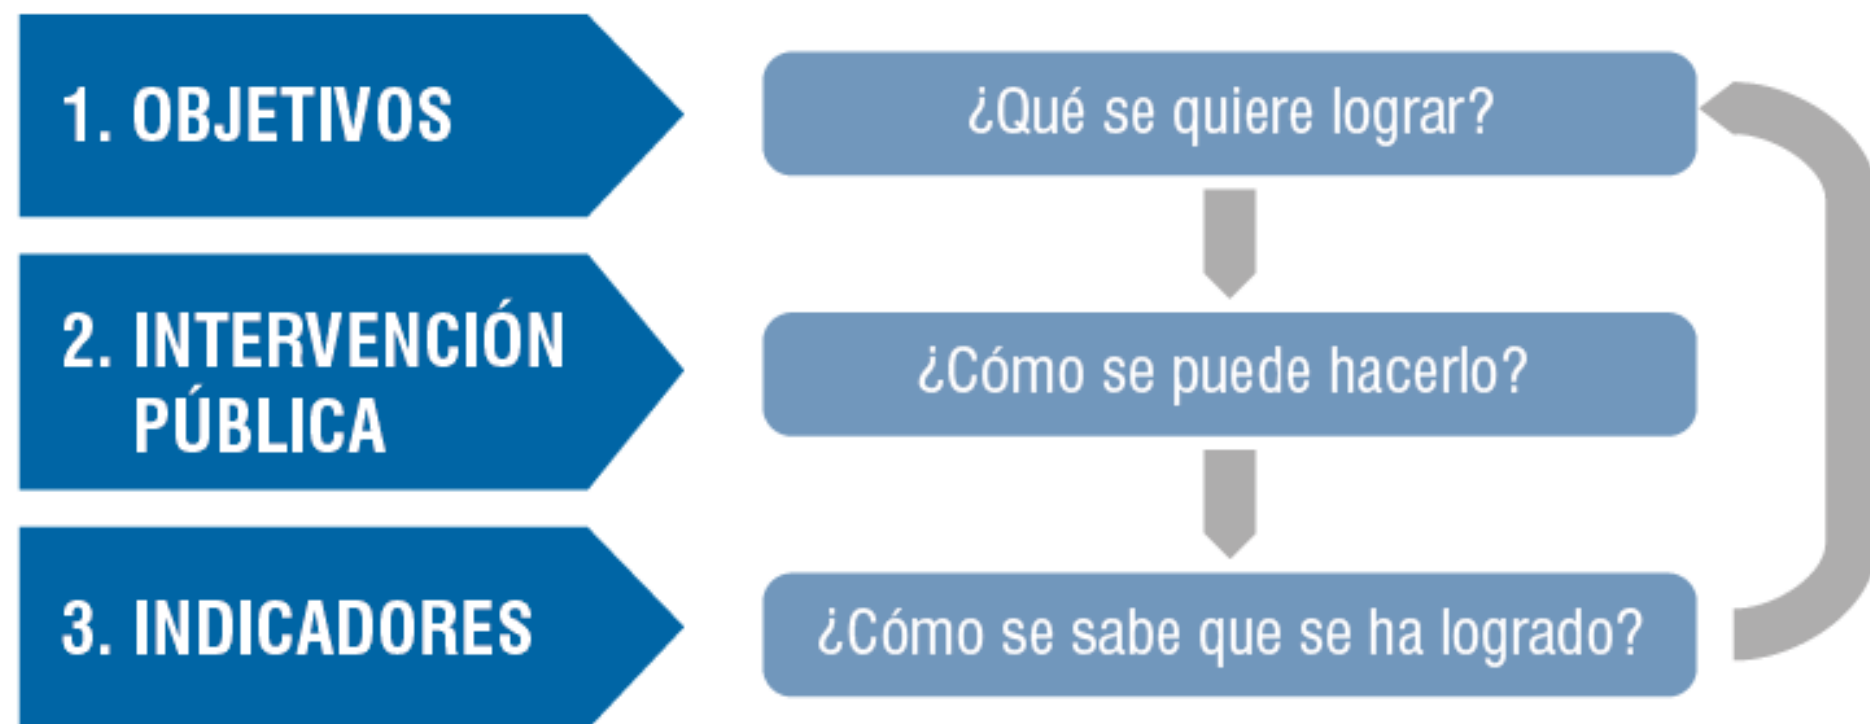 1. OBJETIVOS
¿Qué se quiere lograr?
2. INTERVENCIÓN
PÚBLICA
¿Cómo se puede hacerlo?
3. INDICADORES
¿Cómo se sabe que se ha logrado?